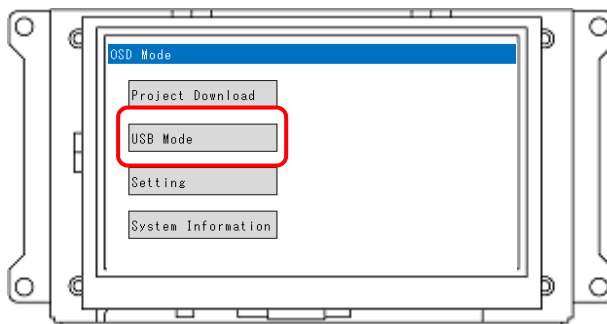 OSD Mode
Project Download
USB Mode
Setting
System Information